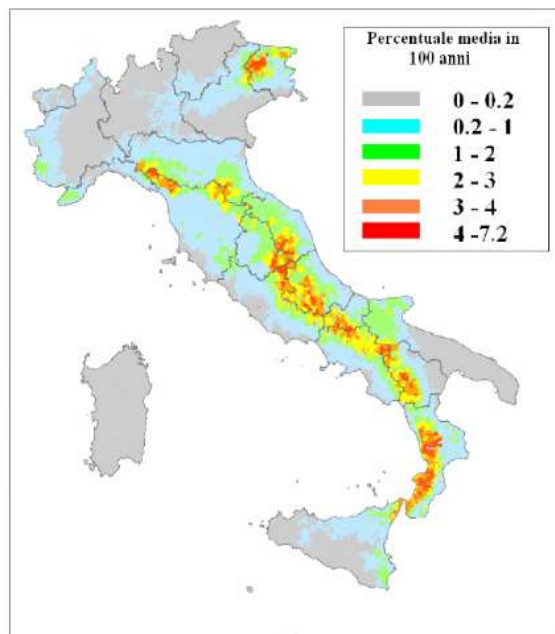 Percentuale media in
100 anni
0 - 0.2
0.2 - 1
1 - 2
2 - 3
3 - 4
4 -7.2